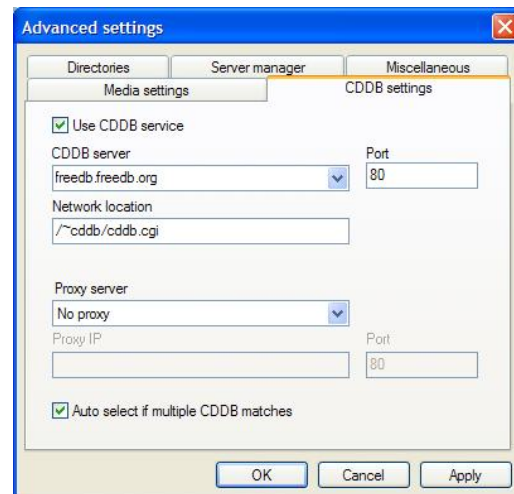 Advanced settings
Directories Server manager Miscellaneous
Media settings CDDB settings
Use CDDB service
CDDB server Port
freedb.freedb.org 80
Network location
/~cddb/cddb.cgi
Proxy server
No proxy
Proxy IP Port
80
Auto select if multiple CDDB matches
OK Cancel Apply